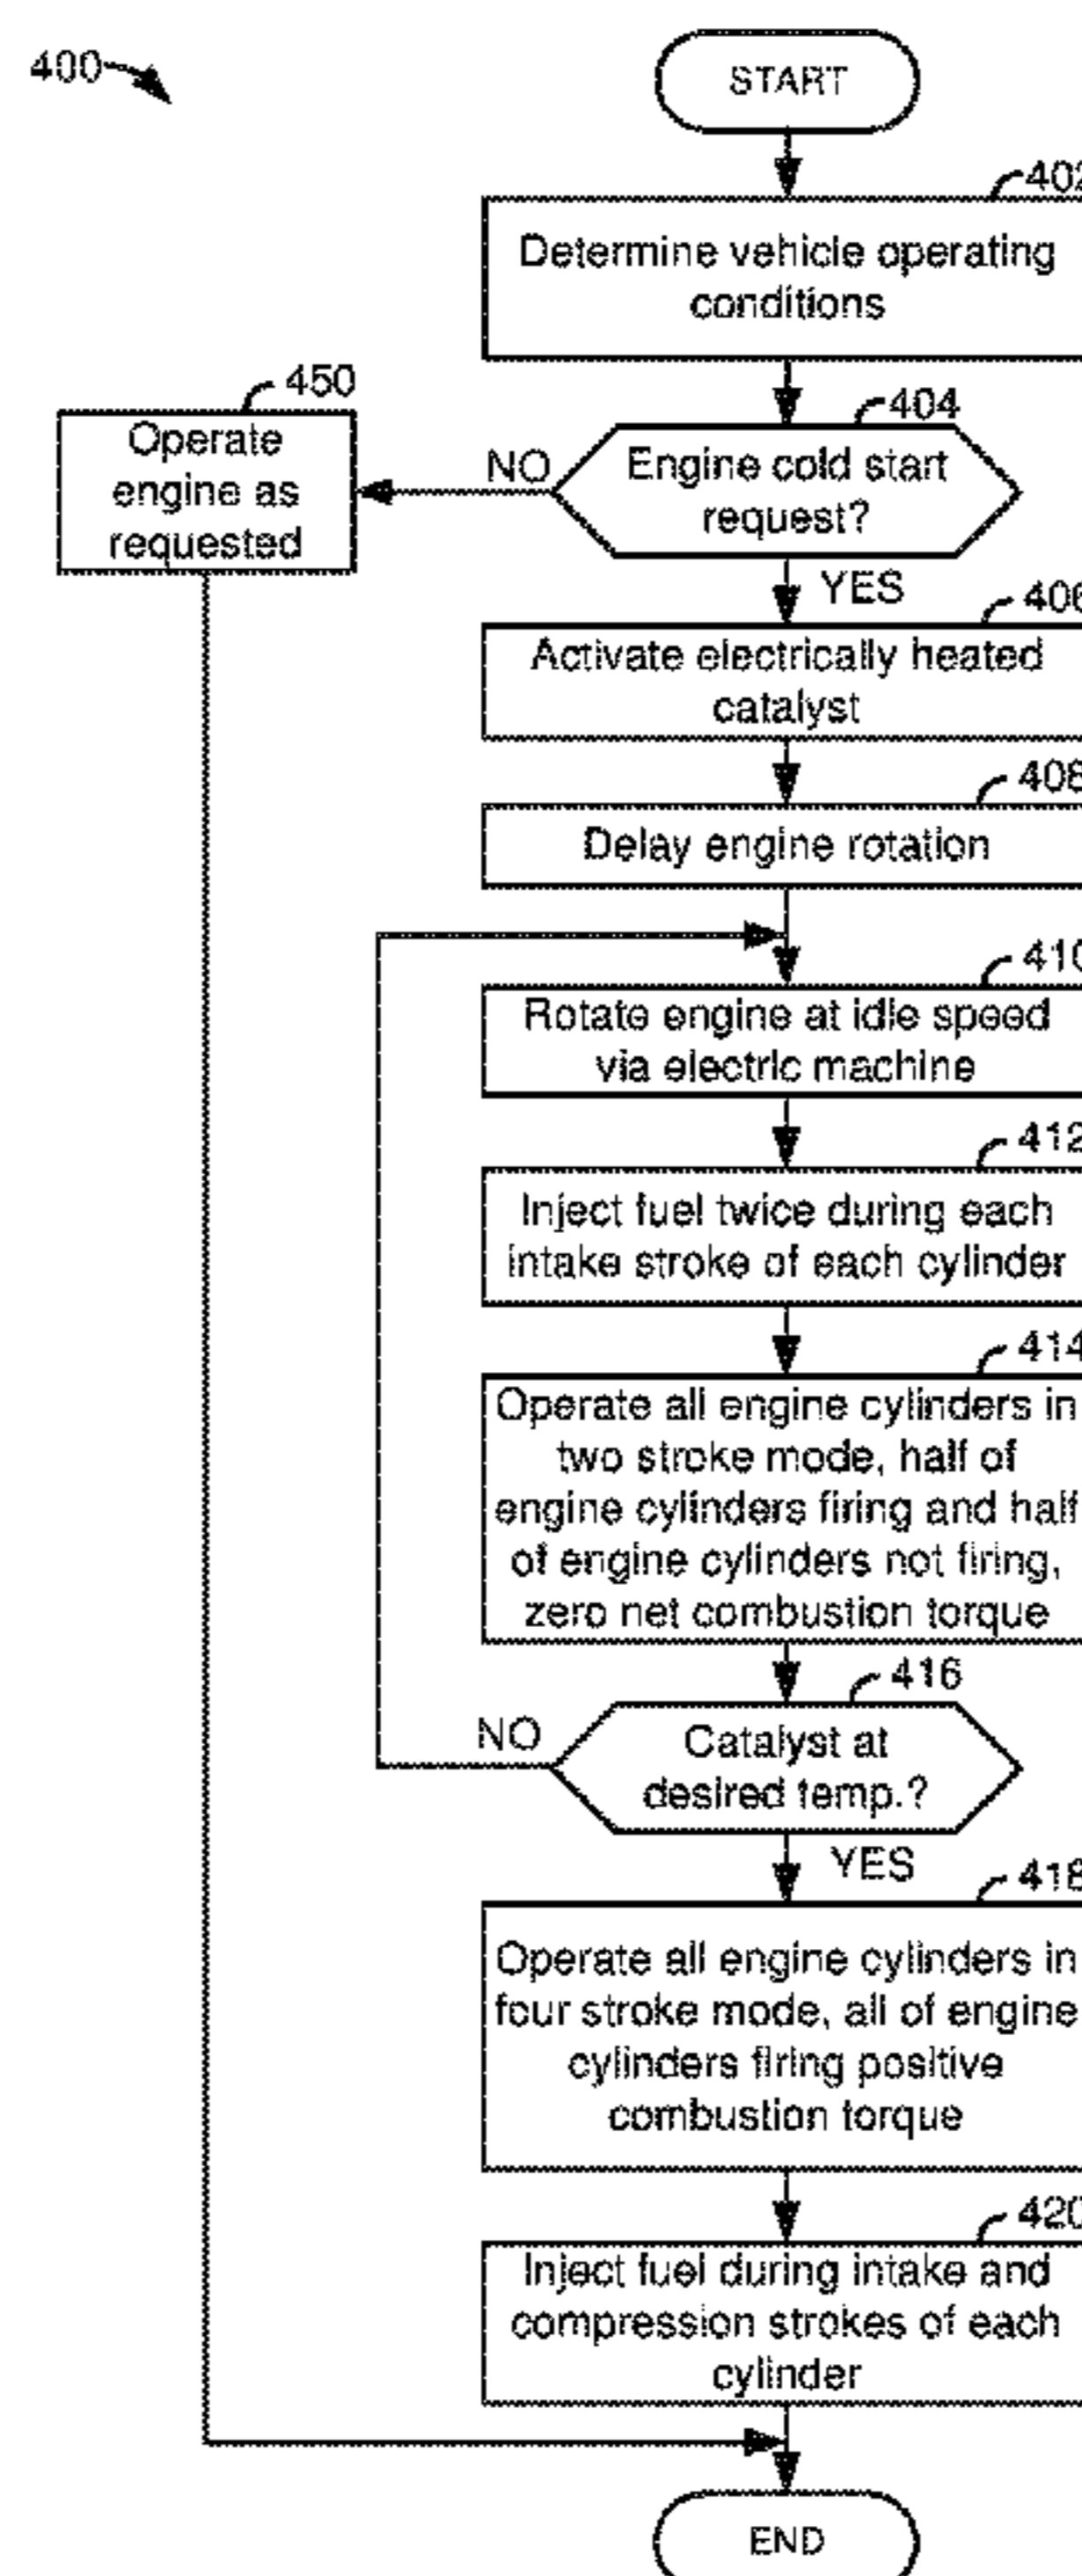 400
START
402
Determine vehicle operating
conditions
450
Operate
engine as
requested
NO
404
Engine cold start
request?
YES
406
Activate electrically heated
catalyst
408
Delay engine rotation
410
Rotate engine at idle speed
via electric machine
412
Inject fuel twice during each
intake stroke of each cylinder
414
Operate all engine cylinders in
two stroke mode, half of
engine cylinders firing and half
of engine cylinders not firing,
zero net combustion torque
416
NO
Catalyst at
desired temp.?
YES
418
Operate all engine cylinders in
four stroke mode, all of engine
cylinders firing positive
combustion torque
420
Inject fuel during intake and
compression strokes of each
cylinder
END